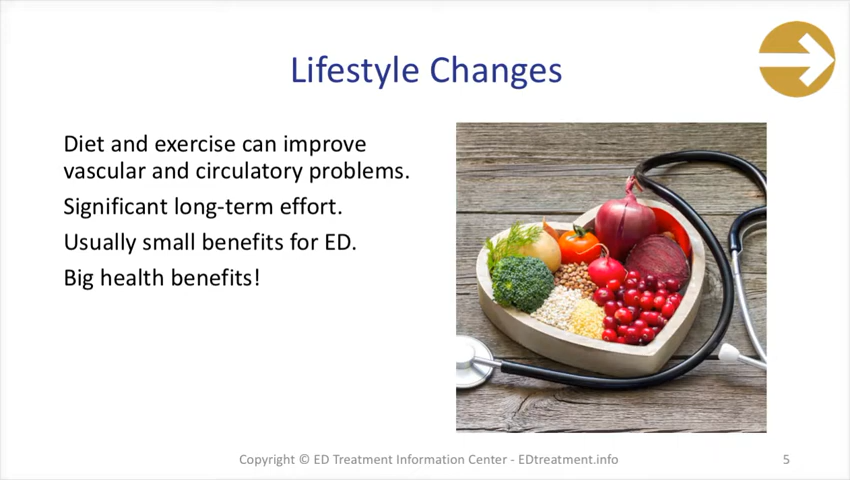 Lifestyle Changes
Diet and exercise can improve
vascular and circulatory problems.
Significant long-term effort.
Usually small benefits for ED.
Big health benefits!
Copyright © ED Treatment Information Center - EDtreatment.info
5